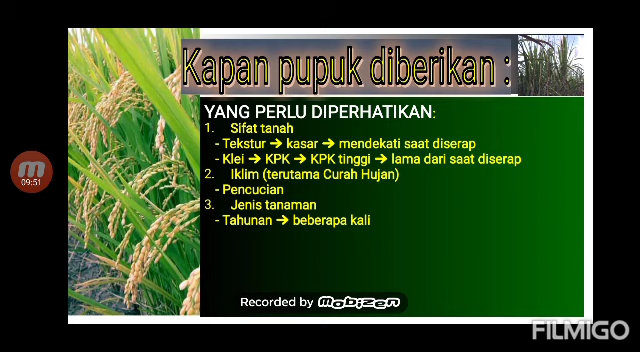 Kapan pupuk diberikan :
YANG PERLU DIPERHATIKAN:
1. Sifat tanah
- Tekstur → kasar → mendekati saat diserap
- Klei → KPK → KPK tinggi → lama dari saat diserap
2. Iklim (terutama Curah Hujan)
- Pencucian
3. Jenis tanaman
- Tahunan → beberapa kali
09:51
Recorded by mobizen
FILMIGO